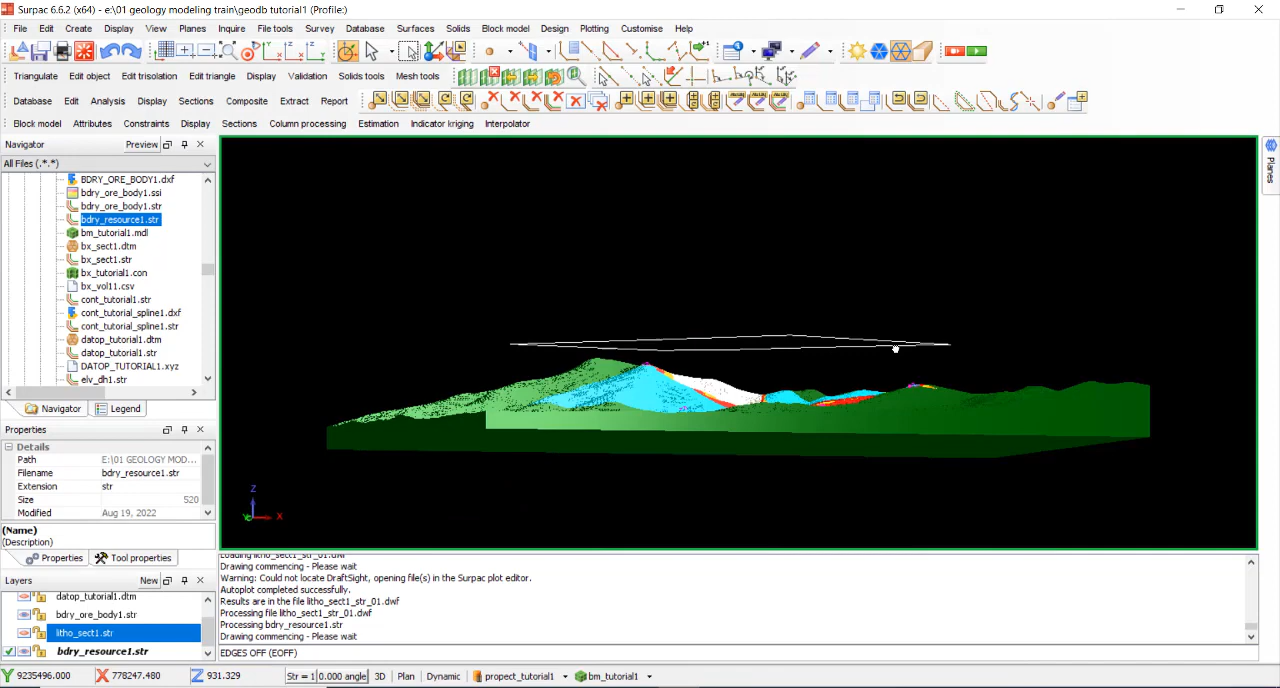 Surpac 6.6.2 (x64) - e:\01 geology modeling train\geodb tutorial1 (Profile:)
File Edit Create Display View Planes Inquire File tools Survey Database Surfaces Solids Block model Design Plotting Customise Help
Triangulate Edit object Edit trisolation Edit triangle Display Validation Solids tools Mesh tools
Database Edit Analysis Display Sections Composite Extract Report
Block model Attributes Constraints Display Sections Column processing Estimation Indicator kriging Interpolator
Navigator Preview
All Files (.*.*)
BDRY_ORE_BODY1.dxf
bdry_ore_body1.ssi
bdry_ore_body1.str
bdry_resource1.str
bm_tutorial1.mdl
bx_sect1.dtm
bx_sect1.str
bx_tutorial1.con
bx_vol11.csv
cont_tutorial1.str
cont_tutorial_spline1.dxf
cont_tutorial_spline1.str
datop_tutorial1.dtm
datop_tutorial1.str
DATOP_TUTORIAL1.xyz
elv_dh1.str
Navigator Legend
Properties
Details
Path E:\01 GEOLOGY MOD...
Filename bdry_resource1.str
Extension str
Size 520
Modified Aug 19, 2022
(Name)
(Description)
Properties Tool properties
Layers New
datop_tutorial1.dtm
bdry_ore_body1.str
litho_sect1.str
bdry_resource1.str
Planes
Z
Y X
Loading litho_sect1_str_01.dwf
Drawing commencing - Please wait
Warning: Could not locate DraftSight, opening file(s) in the Surpac plot editor.
Autoplot completed successfully.
Results are in the file litho_sect1_str_01.dwf
Processing file litho_sect1_str_01.dwf
Processing bdry_resource1.str
Drawing commencing - Please wait
EDGES OFF (EOFF)
Y 9235496.000 X 778247.480 Z 931.329 Str = 1 0.000 angle 3D Plan Dynamic propect_tutorial1 bm_tutorial1